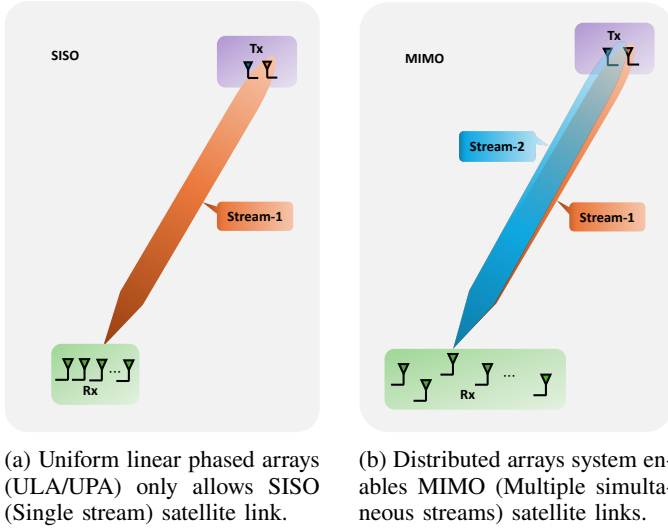 SISO
Tx
Stream-1
...
Rx
MIMO
Tx
Stream-2
Stream-1
...
Rx
(a) Uniform linear phased arrays
(ULA/UPA) only allows SISO
(Single stream) satellite link.
(b) Distributed arrays system en-
ables MIMO (Multiple simulta-
neous streams) satellite links.